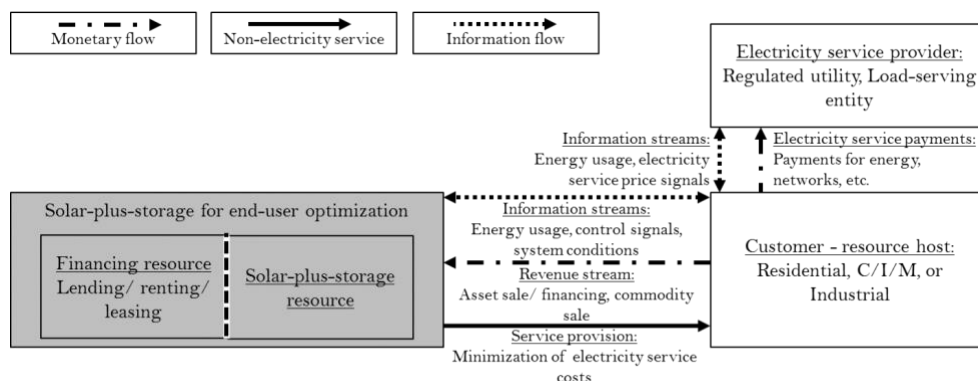 Monetary flow
Non-electricity service
Information flow
Electricity service provider:
Regulated utility, Load-serving
entity
Information streams:
Energy usage, electricity
service price signals
Electricity service payments:
Payments for energy,
networks, etc.
Solar-plus-storage for end-user optimization
Financing resource
Lending/ renting/
leasing
Solar-plus-storage
resource
Information streams:
Energy usage, control signals,
system conditions
Revenue stream:
Asset sale/ financing, commodity
sale
Service provision:
Minimization of electricity service
costs
Customer - resource host:
Residential, C/I/M, or
Industrial